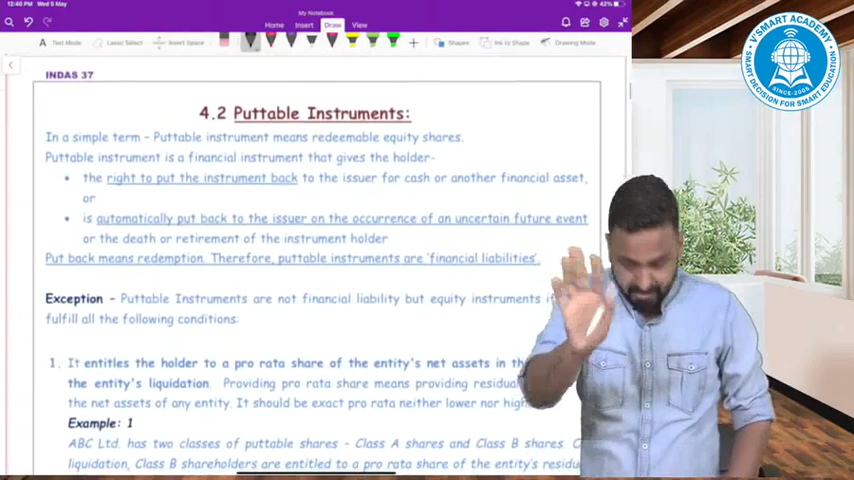 12:40 PM Wed 5 May
42%
My Notebook
Home Insert Draw View
Text Mode Lasso Select Insert Space Shapes Ink to Shape Drawing Mode
INDAS 37
4.2 Puttable Instruments:
In a simple term – Puttable instrument means redeemable equity shares.
Puttable instrument is a financial instrument that gives the holder-
• the right to put the instrument back to the issuer for cash or another financial asset,
or
• is automatically put back to the issuer on the occurrence of an uncertain future event
or the death or retirement of the instrument holder
Put back means redemption. Therefore, puttable instruments are 'financial liabilities'.
Exception – Puttable Instruments are not financial liability but equity instruments
fulfill all the following conditions:
1. It entitles the holder to a pro rata share of the entity's net assets in
the entity's liquidation. Providing pro rata share means providing
the net assets of any entity. It should be exact pro rata neither lower nor
Example: 1
ABC Ltd. has two classes of puttable shares – Class A shares and Class B shares.
liquidation, Class B shareholders are entitled to a pro rata share of the entity's
V'SMART ACADEMY
SINCE-2005
SMART DECISION FOR SMART EDUCATION